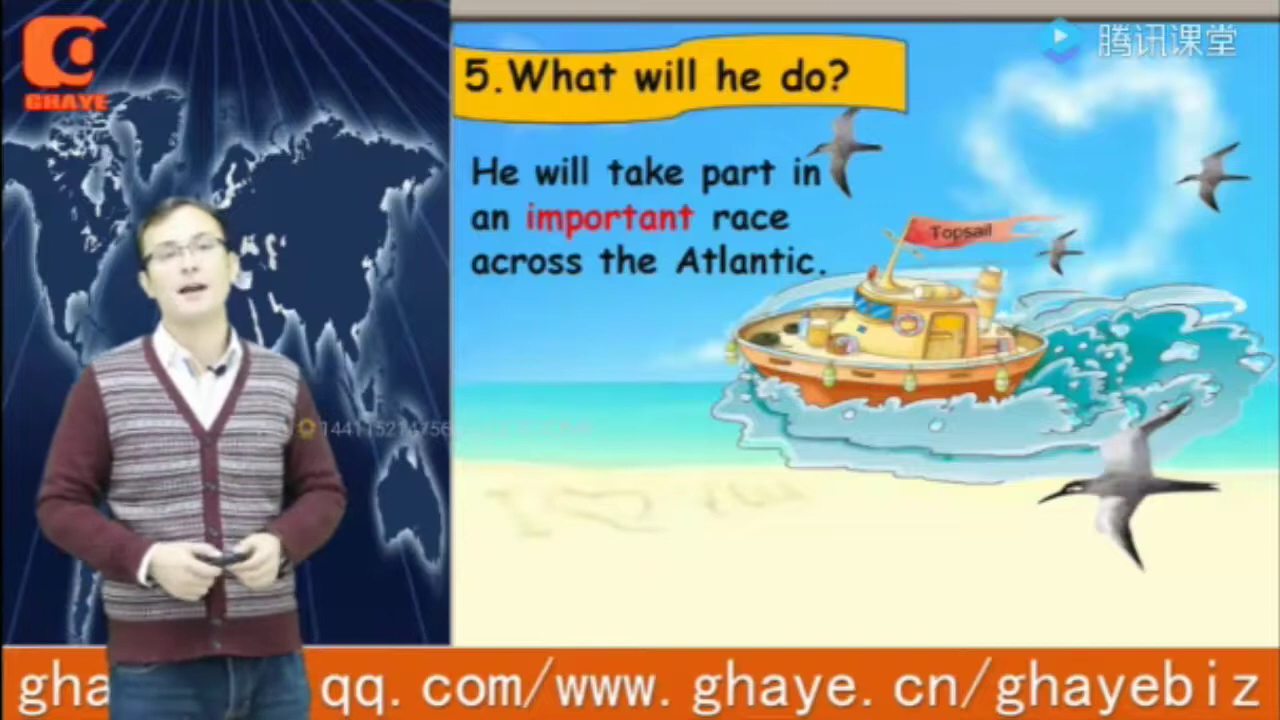 GHAYE
腾讯课堂
5.What will he do?
He will take part in
an important race
across the Atlantic.
Topsail
gha
qq.com/www.ghaye.cn/ghayebiz